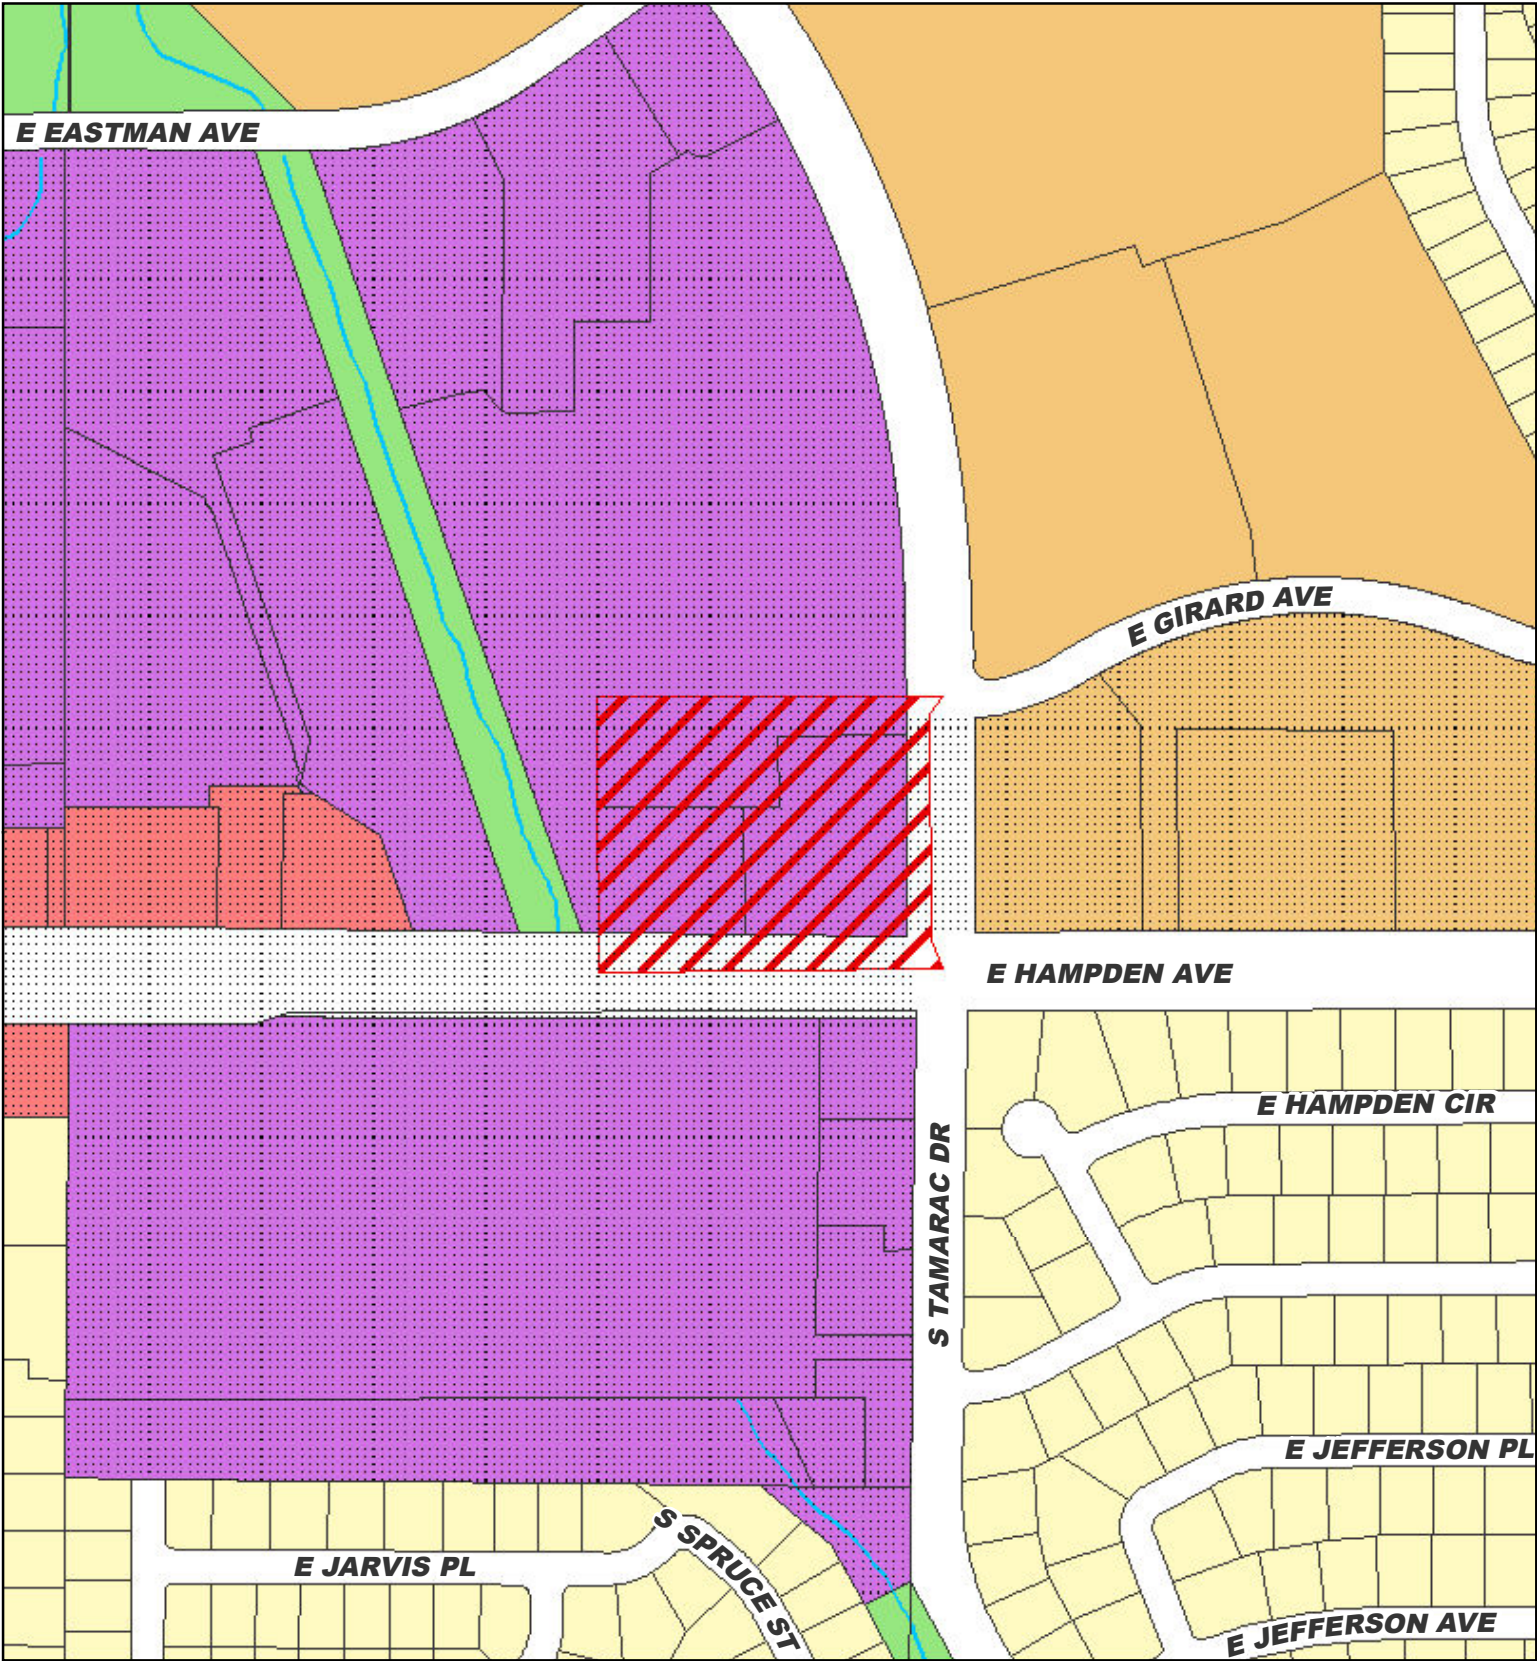 E EASTMAN AVE
E GIRARD AVE
E HAMPDEN AVE
E HAMPDEN CIR
S TAMARAC DR
E JEFFERSON PL
S SPRUCE ST
E JARVIS PL
E JEFFERSON AVE